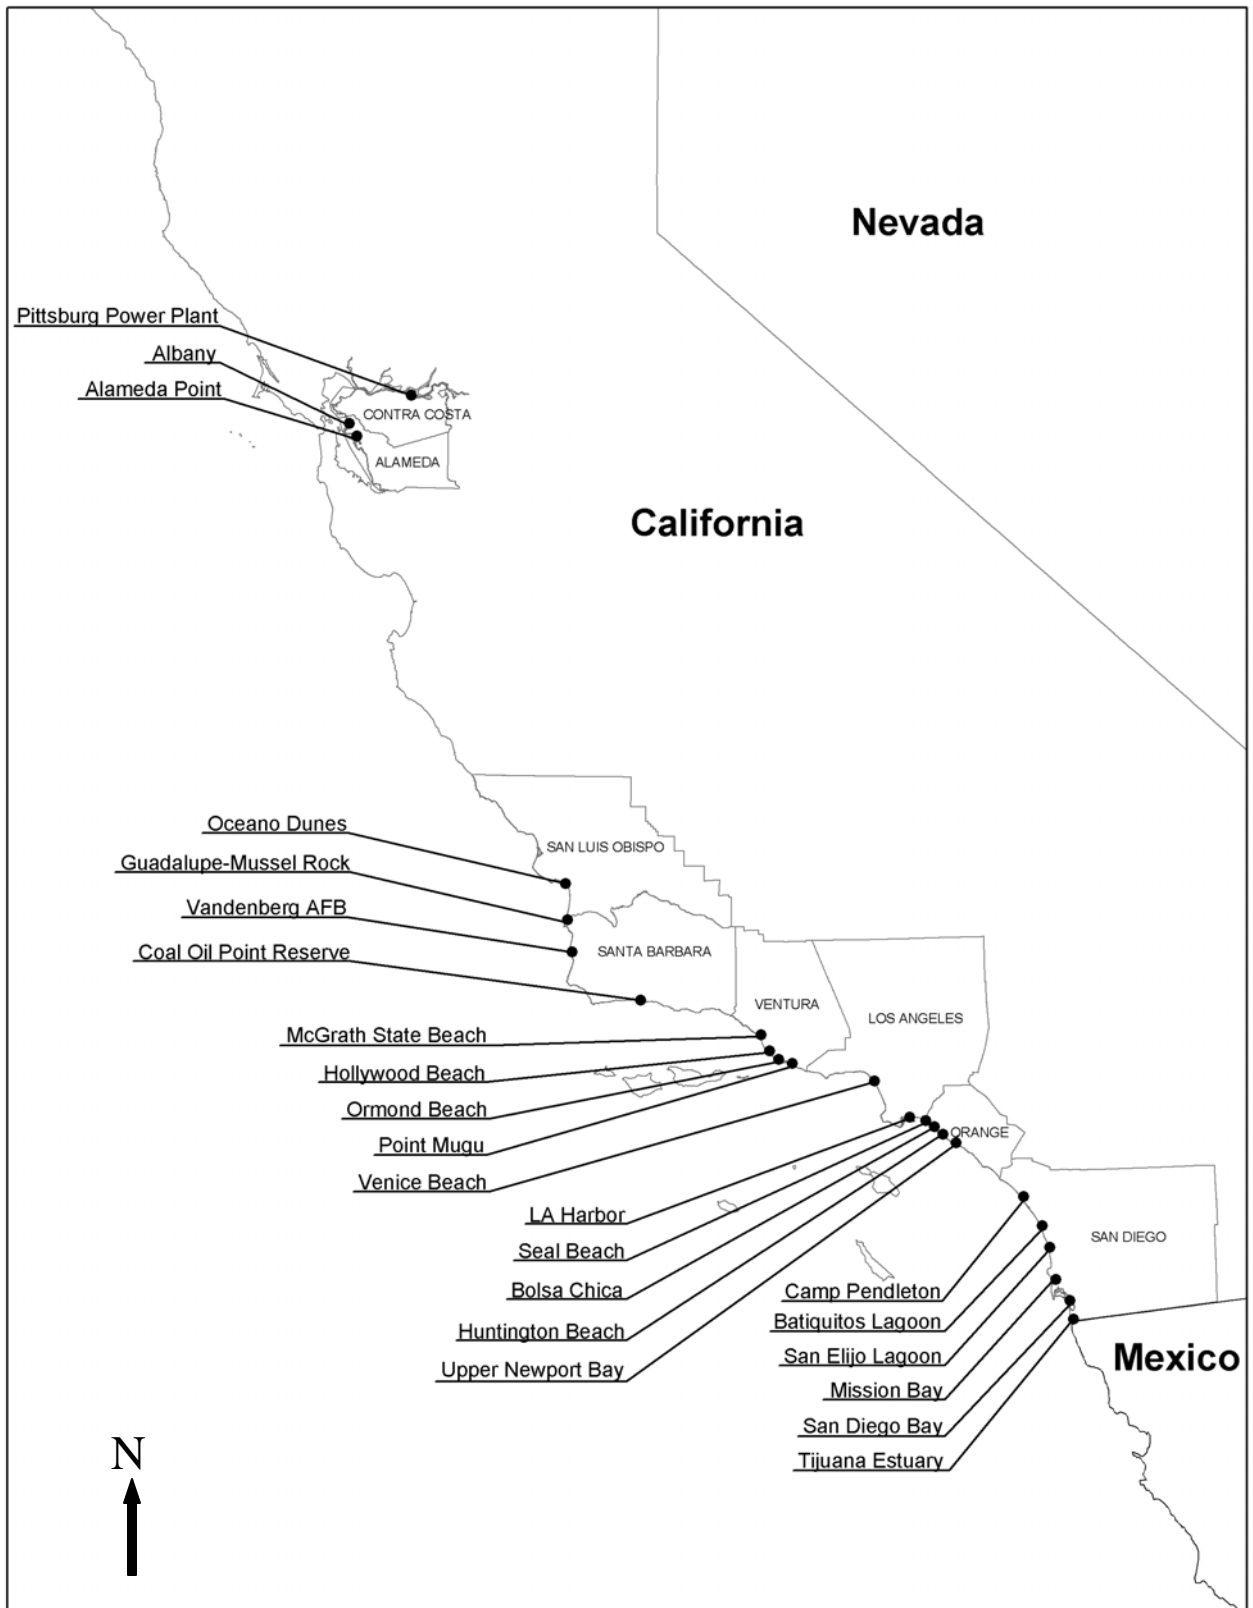 Nevada
Pittsburg Power Plant
Albany
Alameda Point
CONTRA COSTA
ALAMEDA
California
Oceano Dunes
SAN LUIS OBISPO
Guadalupe-Mussel Rock
Vandenberg AFB
SANTA BARBARA
Coal Oil Point Reserve
VENTURA
LOS ANGELES
McGrath State Beach
Hollywood Beach
Ormond Beach
ORANGE
Point Mugu
Venice Beach
LA Harbor
SAN DIEGO
Seal Beach
Bolsa Chica
Camp Pendleton
Huntington Beach
Batiquitos Lagoon
Upper Newport Bay
San Elijo Lagoon
Mexico
Mission Bay
San Diego Bay
Tijuana Estuary
N